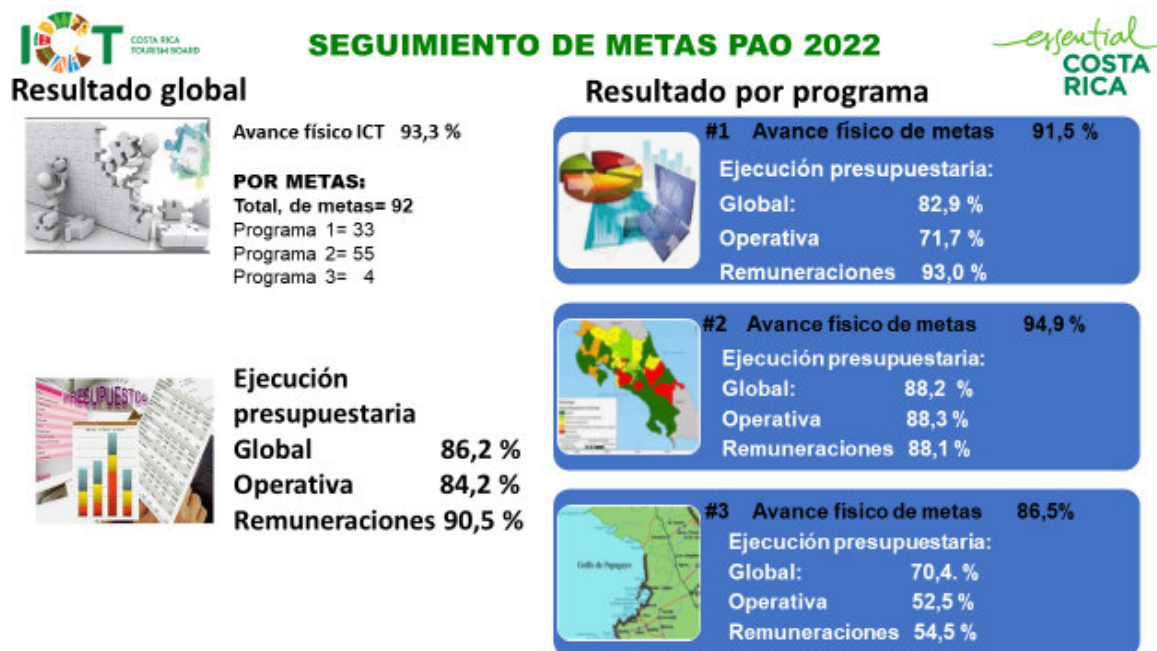 ICT COSTA RICA
TOURISM BOARD
SEGUIMIENTO DE METAS PAO 2022
essential
COSTA
RICA
Resultado global
Avance físico ICT 93,3 %
POR METAS:
Total, de metas= 92
Programa 1= 33
Programa 2= 55
Programa 3= 4
PRESUPUESTO
Ejecución
presupuestaria
Global 86,2 %
Operativa 84,2 %
Remuneraciones 90,5 %
Resultado por programa
#1 Avance físico de metas 91,5 %
Ejecución presupuestaria:
Global: 82,9 %
Operativa 71,7 %
Remuneraciones 93,0 %
#2 Avance físico de metas 94,9 %
Ejecución presupuestaria:
Global: 88,2 %
Operativa 88,3 %
Remuneraciones 88,1 %
#3 Avance físico de metas 86,5%
Ejecución presupuestaria:
Global: 70,4. %
Operativa 52,5 %
Remuneraciones 54,5 %
Golfo de Papagayo